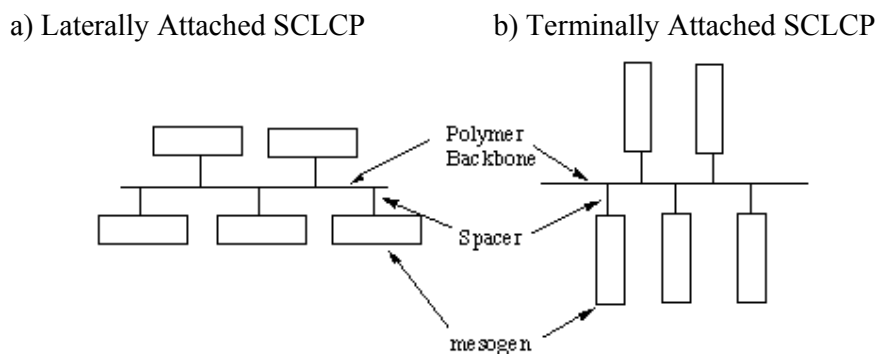 a) Laterally Attached SCLCP
b) Terminally Attached SCLCP
Polymer
Backbone
Spacer
mesogen